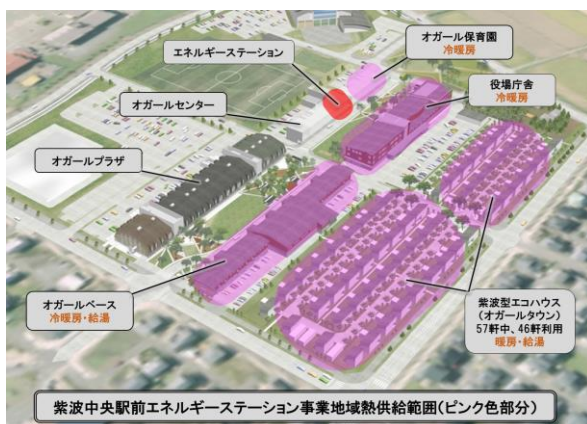 エネルギーステーション
オガール保育園
冷暖房
オガールセンター
役場庁舎
冷暖房
オガールプラザ
オガールベース
冷暖房・給湯
紫波型エコハウス
(オガールタウン)
57軒中、46軒利用
暖房・給湯
紫波中央駅前エネルギーステーション事業地域熱供給範囲(ピンク色部分)